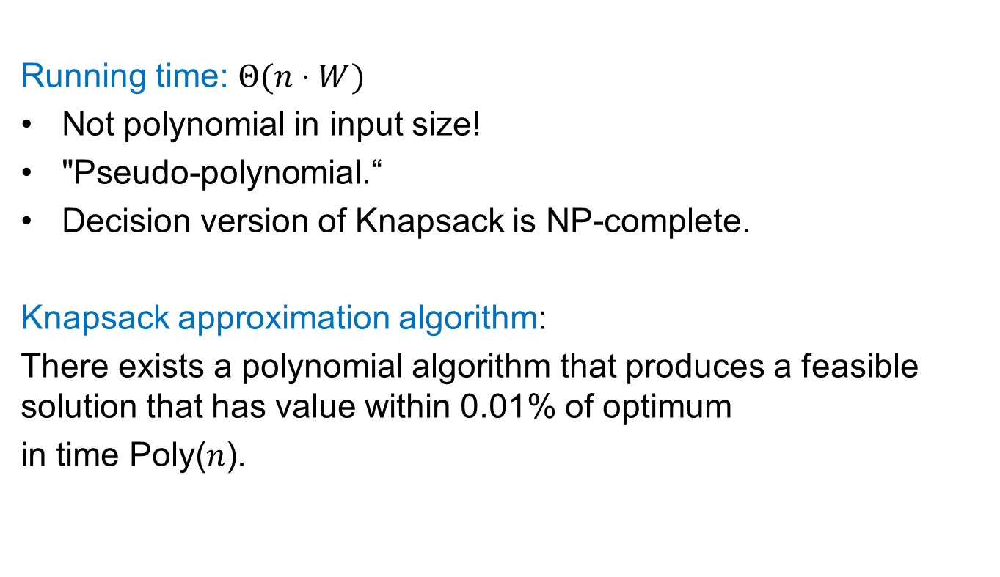 Running time: Θ(n · W)
• Not polynomial in input size!
• "Pseudo-polynomial.“
• Decision version of Knapsack is NP-complete.
Knapsack approximation algorithm:
There exists a polynomial algorithm that produces a feasible
solution that has value within 0.01% of optimum
in time Poly(n).